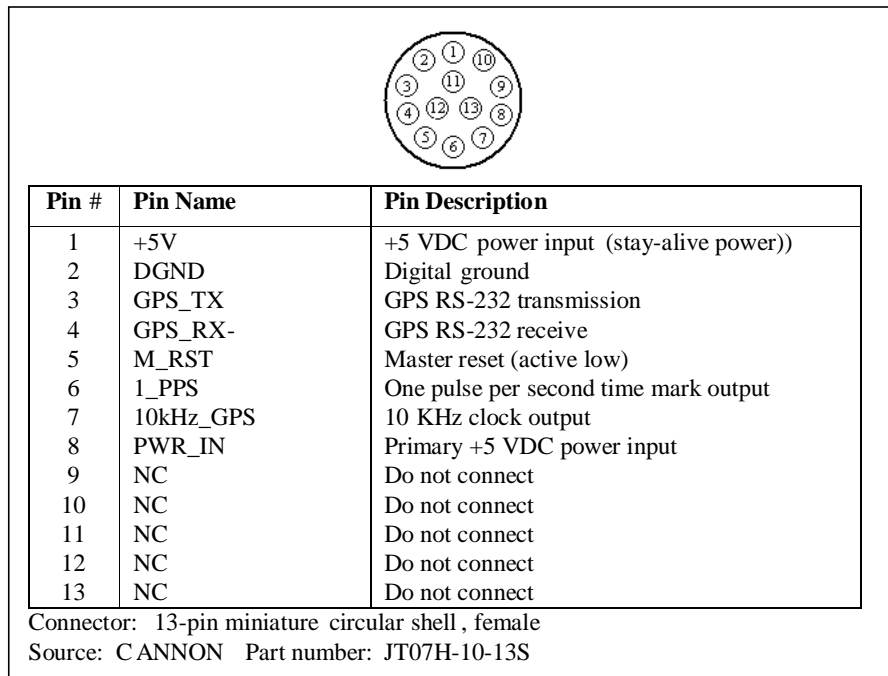 1
2
10
11
3
9
4
12
13
8
5
7
6
Pin # Pin Name Pin Description
1 +5V +5 VDC power input (stay-alive power))
2 DGND Digital ground
3 GPS_TX GPS RS-232 transmission
4 GPS_RX- GPS RS-232 receive
5 M_RST Master reset (active low)
6 1_PPS One pulse per second time mark output
7 10kHz_GPS 10 KHz clock output
8 PWR_IN Primary +5 VDC power input
9 NC Do not connect
10 NC Do not connect
11 NC Do not connect
12 NC Do not connect
13 NC Do not connect
Connector: 13-pin miniature circular shell, female
Source: CANNON Part number: JT07H-10-13S